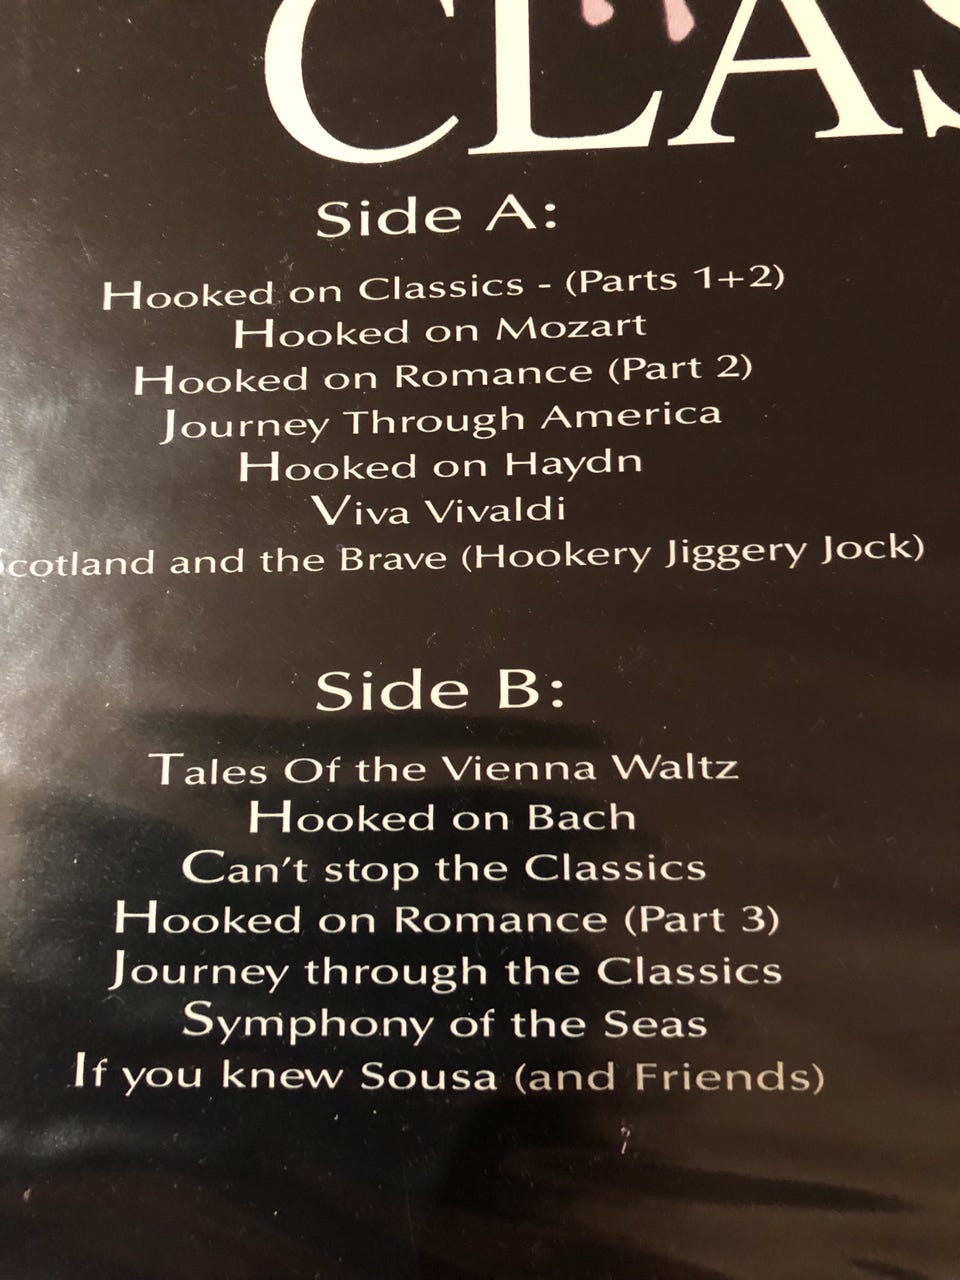 CLAS
Side A:
Hooked on Classics - (Parts 1+2)
Hooked on Mozart
Hooked on Romance (Part 2)
Journey Through America
Hooked on Haydn
Viva Vivaldi
Scotland and the Brave (Hookery Jiggery Jock)
Side B:
Tales Of the Vienna Waltz
Hooked on Bach
Can't stop the Classics
Hooked on Romance (Part 3)
Journey through the Classics
Symphony of the Seas
If you knew Sousa (and Friends)